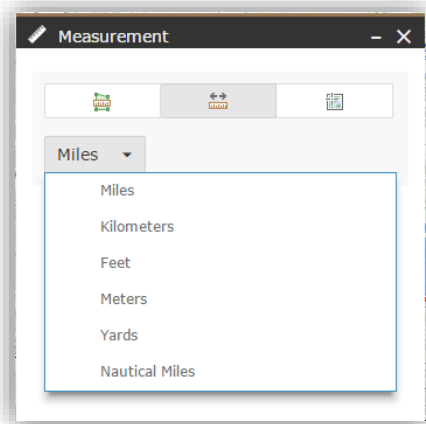 Measurement
Miles
Miles
Kilometers
Feet
Meters
Yards
Nautical Miles